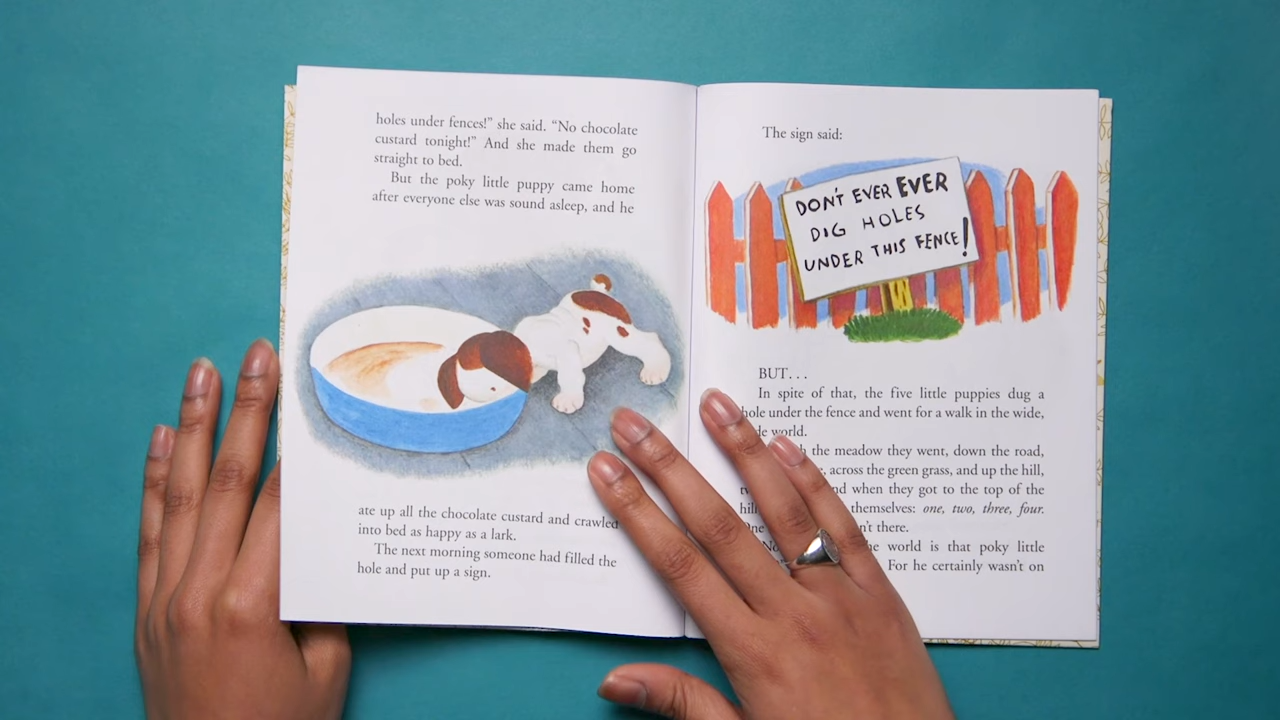 holes under fences!” she said. “No chocolate
custard tonight!” And she made them go
straight to bed.
But the poky little puppy came home
after everyone else was sound asleep, and he
ate up all the chocolate custard and crawled
into bed as happy as a lark.
The next morning someone had filled the
hole and put up a sign.
The sign said:
DON'T EVER EVER
DIG HOLES
UNDER THIS FENCE!
BUT...
In spite of that, the five little puppies dug a
hole under the fence and went for a walk in the wide,
world.
the meadow they went, down the road,
across the green grass, and up the hill,
and when they got to the top of the
themselves: one, two, three, four.
there.
world is that poky little
For he certainly wasn't on